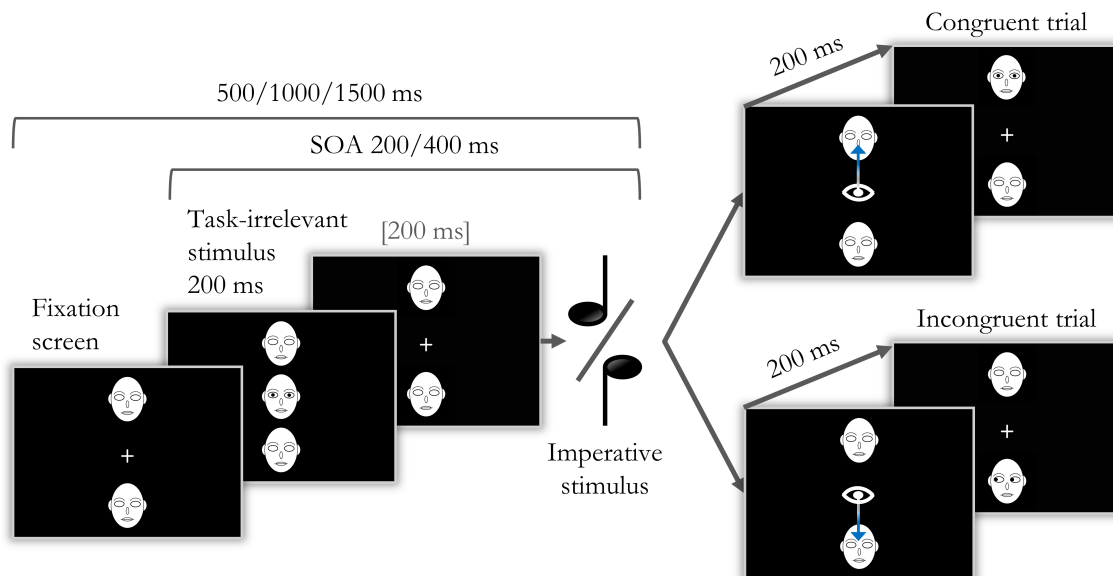 Congruent trial
200 ms
500/1000/1500 ms
SOA 200/400 ms
Task-irrelevant
stimulus
200 ms
[200 ms]
Fixation
screen
Imperative
stimulus
Incongruent trial
200 ms